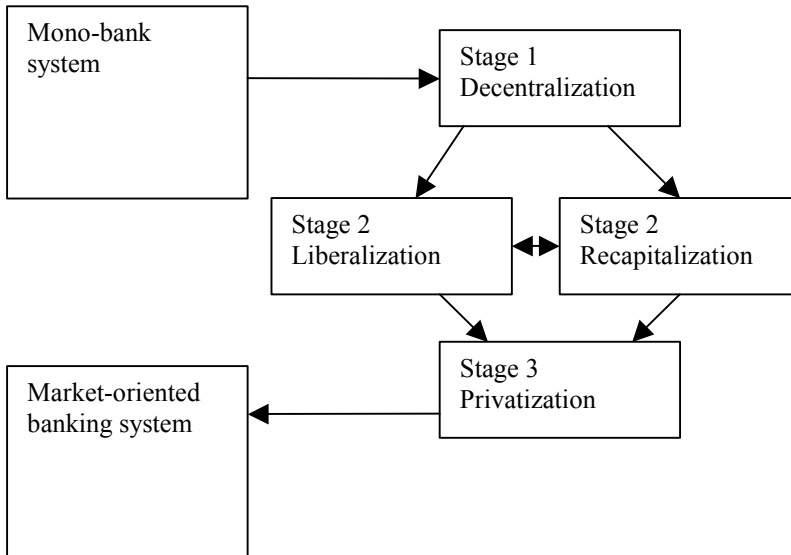 Mono-bank
system
Stage 1
Decentralization
Stage 2
Liberalization
Stage 2
Recapitalization
Stage 3
Privatization
Market-oriented
banking system